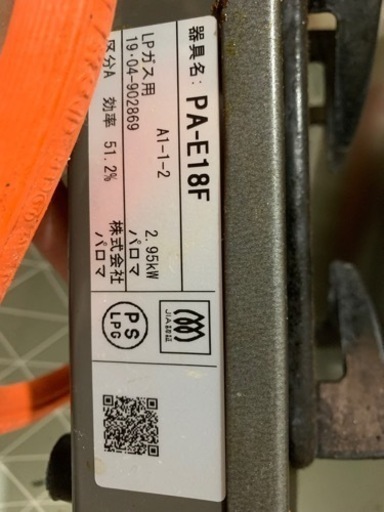 器具名: PA-E18F
A1-1-2
LPガス用 2.95kW
19・04-902869 パロマ
区分A 効率 51.2% 株式会社パロマ
PS
LPG
JIA認証